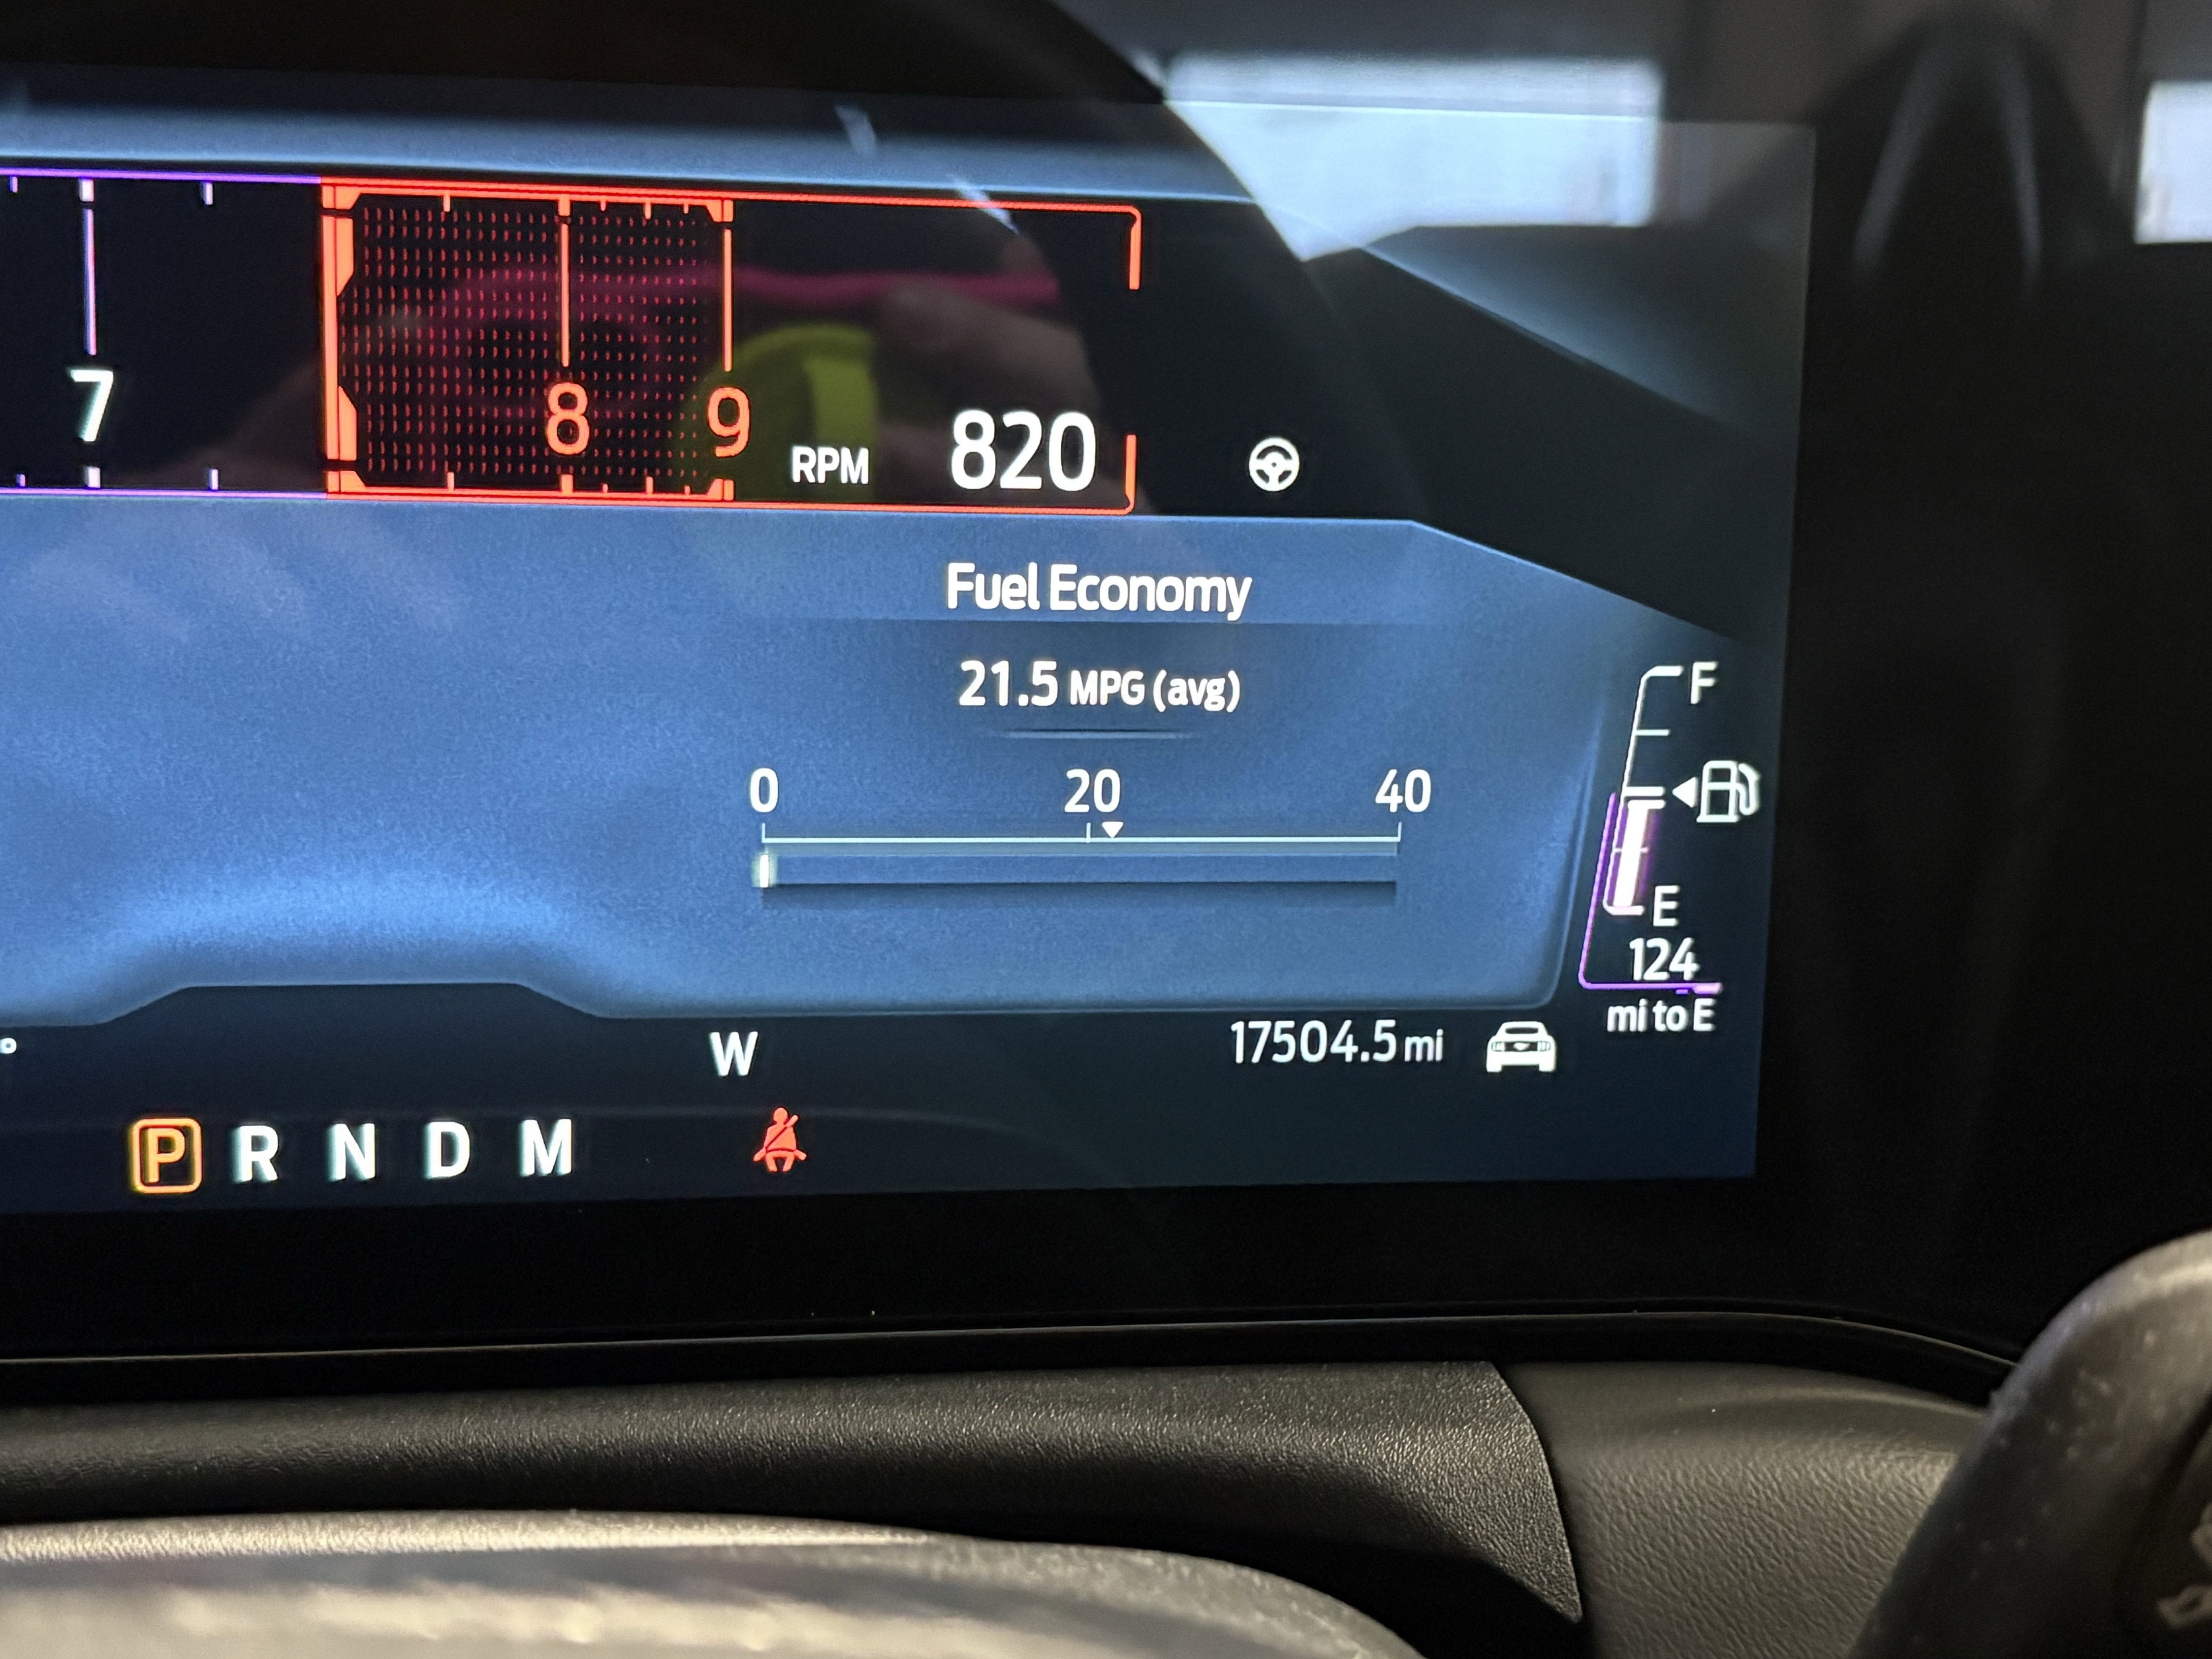 7 8 9 RPM 820
Fuel Economy
21.5 MPG (avg)
0 20 40
F
E
124
mi to E
W 17504.5 mi
P R N D M